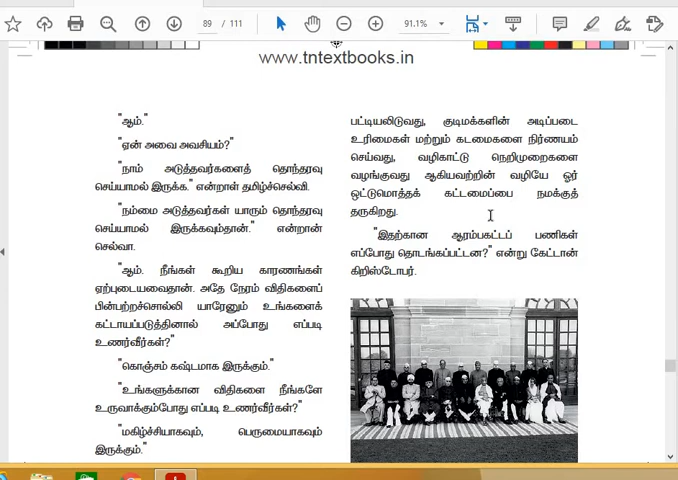 89 / 111
91.1%
www.tntextbooks.in
"ஆம்."
"ஏன் அவை அவசியம்?"
"நாம் அடுத்தவர்களைத் தொந்தரவு
செய்யாமல் இருக்க." என்றாள் தமிழ்ச்செல்வி.
"நம்மை அடுத்தவர்கள் யாரும் தொந்தரவு
செய்யாமல் இருக்கவும்தான்." என்றான்
செல்வா.
"ஆம். நீங்கள் கூறிய காரணங்கள்
ஏற்புடையவைதான். அதே நேரம் விதிகளைப்
பின்பற்றச்சொல்லி யாரேனும் உங்களைக்
கட்டாயப்படுத்தினால் அப்போது எப்படி
உணர்வீர்கள்?"
"கொஞ்சம் கஷ்டமாக இருக்கும்."
"உங்களுக்கான விதிகளை நீங்களே
உருவாக்கும்போது எப்படி உணர்வீர்கள்?"
"மகிழ்ச்சியாகவும், பெருமையாகவும்
இருக்கும்."
பட்டியலிடுவது, குடிமக்களின் அடிப்படை
உரிமைகள் மற்றும் கடமைகளை நிர்ணயம்
செய்வது, வழிகாட்டு நெறிமுறைகளை
வழங்குவது ஆகியவற்றின் வழியே ஓர்
ஒட்டுமொத்தக் கட்டமைப்பை நமக்குத்
தருகிறது.
"இதற்கான ஆரம்பகட்டப் பணிகள்
எப்போது தொடங்கப்பட்டன?" என்று கேட்டான்
கிறிஸ்டோபர்.